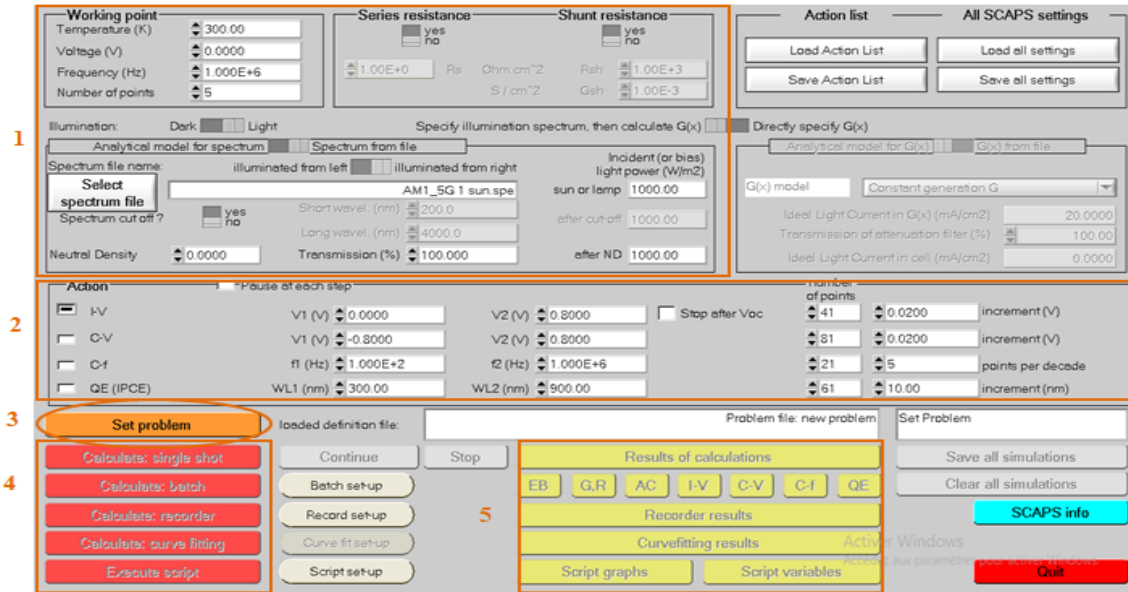 Working point
Series resistance
Shunt resistance
Action list
All SCAPS settings
Temperature (K) 300.00
yes
no
yes
no
Voltage (V) 0.0000
Load Action List
Load all settings
Frequency (Hz) 1.000E+6
1.00E+0 Rs Ohm.cm^2 Rsh 1.00E+3
Number of points 5
S / cm^2 Gsh 1.00E-3
Save Action List
Save all settings
1
Illumination: Dark Light
Specify illumination spectrum, then calculate G(x) Directly specify G(x)
Analytical model for spectrum Spectrum from file
Analytical model for G(x) G(x) from file
Spectrum file name:
illuminated from left illuminated from right
Incident (or bias)
light power (W/m2)
Select
spectrum file
AM1_5G 1 sun.spe
sun or lamp 1000.00
G(x) model Constant generation G
Spectrum cut off ? yes
no
Short wavel. (nm) 200.0
after cut-off 1000.00
Ideal Light Current in G(x) (mA/cm2) 20.0000
Long wavel. (nm) 4000.0
Transmission of attenuation filter (%) 100.00
Neutral Density 0.0000
Transmission (%) 100.000
after ND 1000.00
Ideal Light Current in cell (mA/cm2) 0.0000
Action
Pause at each step
number
of points
2
I-V V1 (V) 0.0000 V2 (V) 0.8000 Stop after Voc 41 0.0200 increment (V)
C-V V1 (V) -0.8000 V2 (V) 0.8000 81 0.0200 increment (V)
C-f f1 (Hz) 1.000E+2 f2 (Hz) 1.000E+6 21 5 points per decade
QE (IPCE) WL1 (nm) 300.00 WL2 (nm) 900.00 61 10.00 increment (nm)
3
Set problem
loaded definition file:
Problem file: new problem
Set Problem
4
Calculate: single shot
Continue
Stop
Results of calculations
Save all simulations
Calculate: batch
Batch set-up
EB G,R AC I-V C-V C-f QE
Clear all simulations
Calculate: recorder
Record set-up
5
Recorder results
SCAPS info
Calculate: curve fitting
Curve fit set-up
Curvefitting results
Activer Windows
Accédez aux paramètres pour activer Windows.
Execute script
Script set-up
Script graphs
Script variables
Quit